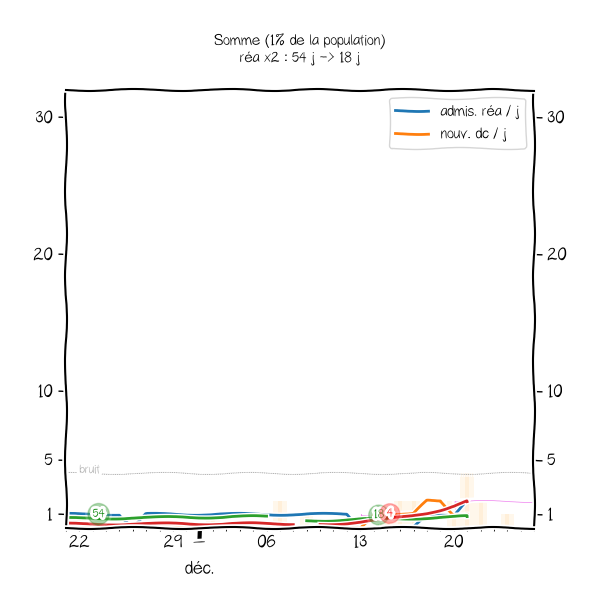 Somme (1% de la population)
réa x2 : 54 j -> 18 j
admis. réa / j
nouv. dc / j
30 30
20 20
10 10
5 5
bruit
1 1
54 18 4
22 29 06 13 20
déc.